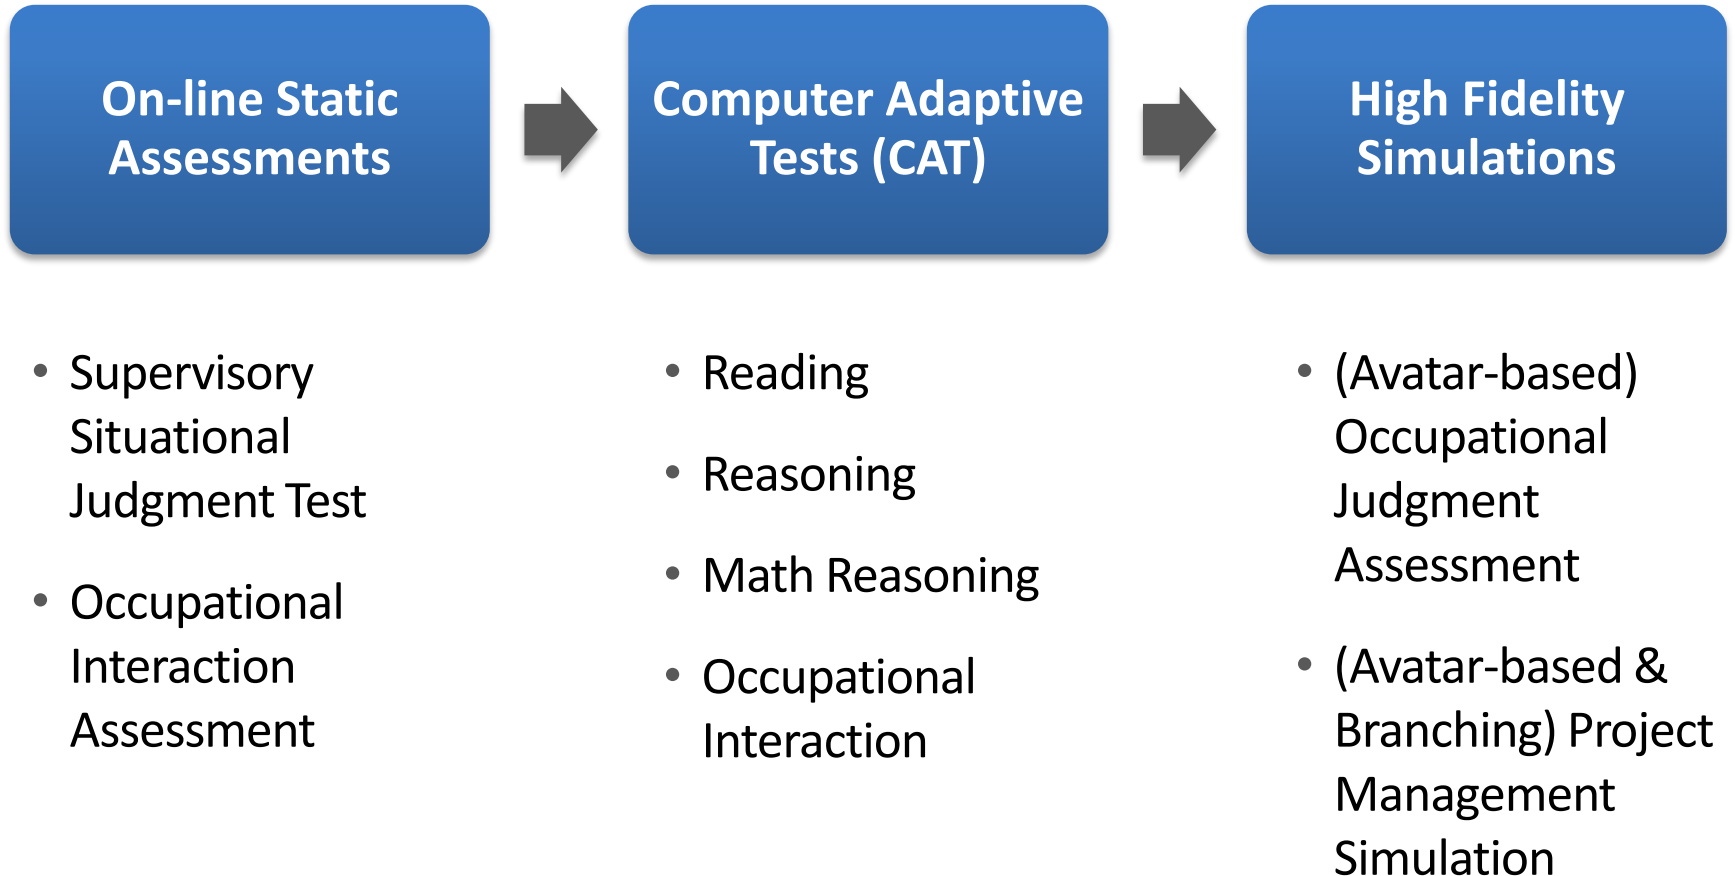 On-line Static
Assessments
Computer Adaptive
Tests (CAT)
High Fidelity
Simulations
• Supervisory
Situational
Judgment Test
• Occupational
Interaction
Assessment
• Reading
• Reasoning
• Math Reasoning
• Occupational
Interaction
• (Avatar-based)
Occupational
Judgment
Assessment
• (Avatar-based &
Branching) Project
Management
Simulation